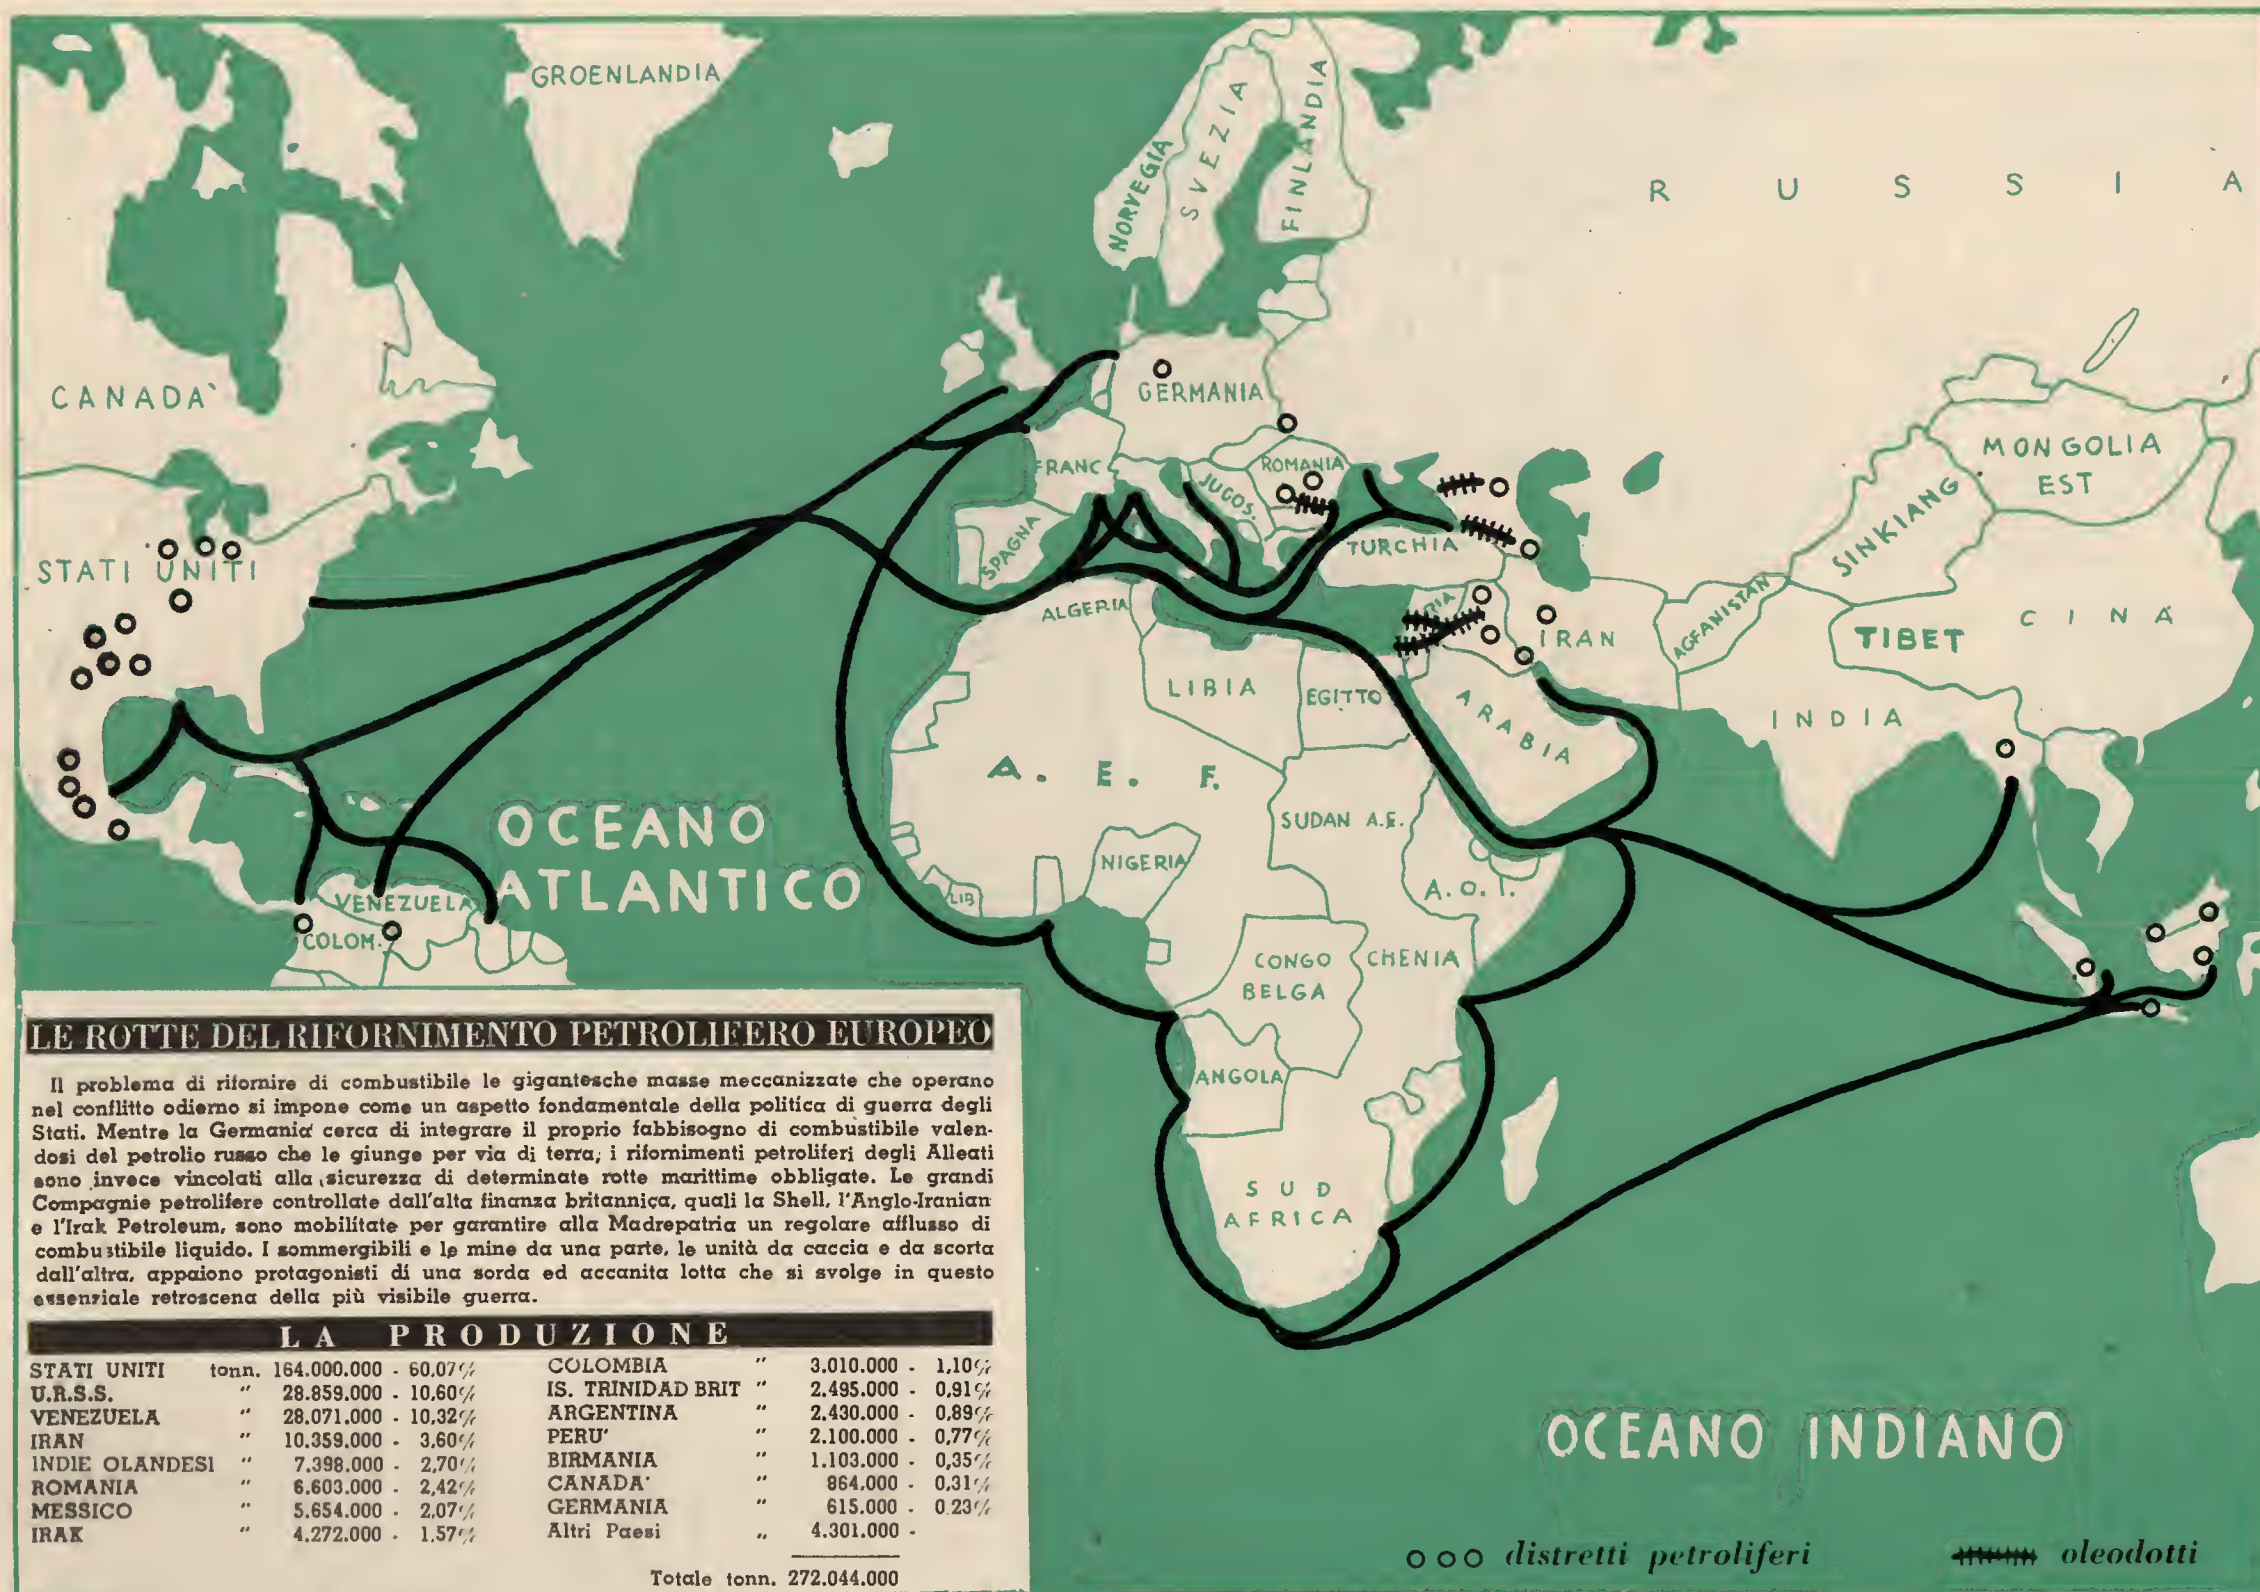 GROENLANDIA
NORVEGIA
SVEZIA
FINLANDIA
RUSSIA
CANADA'
GERMANIA
FRANC
ROMANIA
JUGOS.
SPAGNA
TURCHIA
MONGOLIA
EST
SINKIANG
STATI UNITI
ALGERIA
RIA
IRAN
AGFANISTAN
TIBET
CINA
LIBIA
EGITTO
ARABIA
INDIA
A. E. F.
SUDAN A.E.
OCEANO
ATLANTICO
NIGERIA
A. O. I.
VENEZUELA
LIB
COLOM.
CONGO
BELGA
CHENIA
ANGOLA
SUD
AFRICA
OCEANO INDIANO
LE ROTTE DEL RIFORNIMENTO PETROLIFERO EUROPEO
Il problema di rifornire di combustibile le gigantesche masse meccanizzate che operano
nel conflitto odierno si impone come un aspetto fondamentale della politica di guerra degli
Stati. Mentre la Germania cerca di integrare il proprio fabbisogno di combustibile valen-
dosi del petrolio russo che le giunge per via di terra, i rifornimenti petroliferi degli Alleati
sono invece vincolati alla sicurezza di determinate rotte marittime obbligate. Le grandi
Compagnie petrolifere controllate dall'alta finanza britannica, quali la Shell, l'Anglo-Iranian
e l'Irak Petroleum, sono mobilitate per garantire alla Madrepatria un regolare afflusso di
combustibile liquido. I sommergibili e le mine da una parte, le unità da caccia e da scorta
dall'altra, appaiono protagonisti di una sorda ed accanita lotta che si svolge in questo
essenziale retroscena della più visibile guerra.
LA PRODUZIONE
STATI UNITI tonn. 164.000.000 - 60,07%
U.R.S.S. " 28.859.000 - 10,60%
VENEZUELA " 28.071.000 - 10,32%
IRAN " 10.359.000 - 3,60%
INDIE OLANDESI " 7.398.000 - 2,70%
ROMANIA " 6.603.000 - 2,42%
MESSICO " 5.654.000 - 2,07%
IRAK " 4.272.000 - 1,57%
COLOMBIA " 3.010.000 - 1,10%
IS. TRINIDAD BRIT " 2.495.000 - 0,91%
ARGENTINA " 2.430.000 - 0,89%
PERU' " 2.100.000 - 0,77%
BIRMANIA " 1.103.000 - 0,35%
CANADA' " 864.000 - 0,31%
GERMANIA " 615.000 - 0,23%
Altri Paesi " 4.301.000 -
Totale tonn. 272.044.000
distretti petroliferi
oleodotti